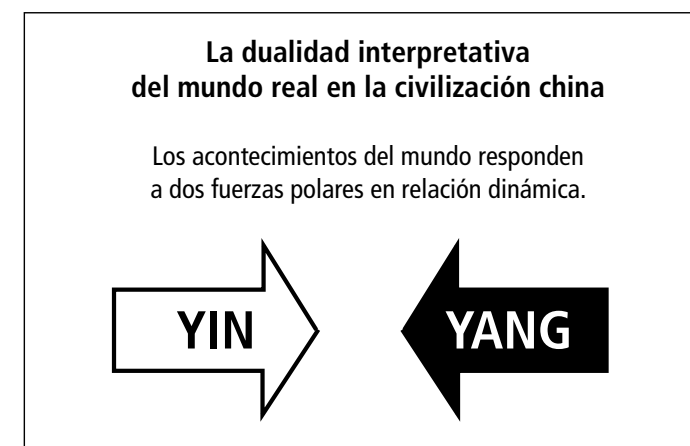 La dualidad interpretativa
del mundo real en la civilización china
Los acontecimientos del mundo responden
a dos fuerzas polares en relación dinámica.
YIN
YANG